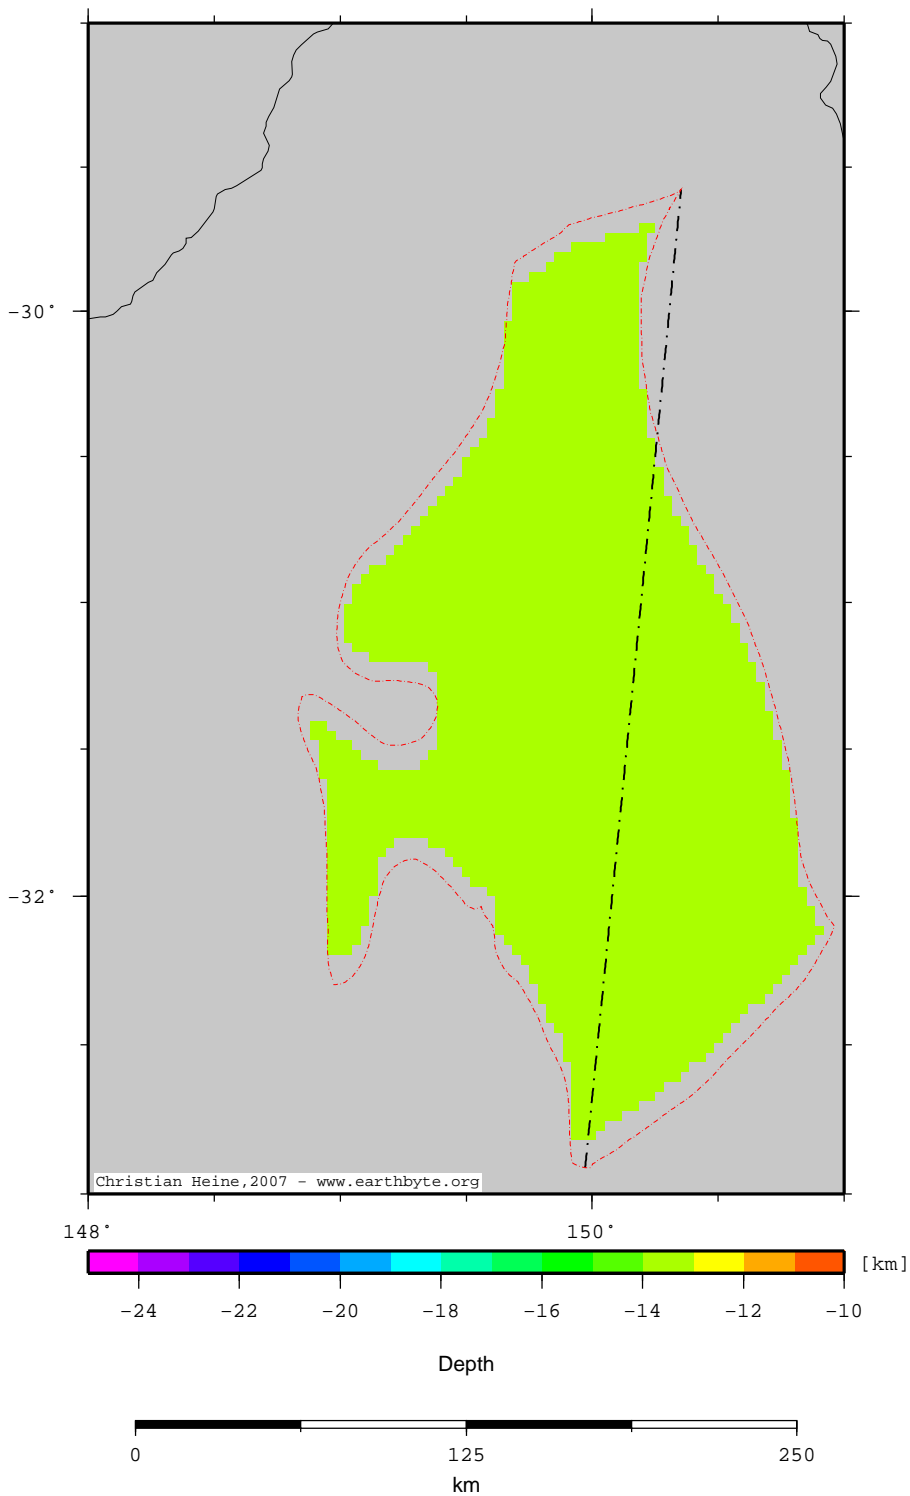 −30°
−32°
Christian Heine,2007 − www.earthbyte.org
148° 150°
[km]
−24 −22 −20 −18 −16 −14 −12 −10
Depth
0 125 250
km